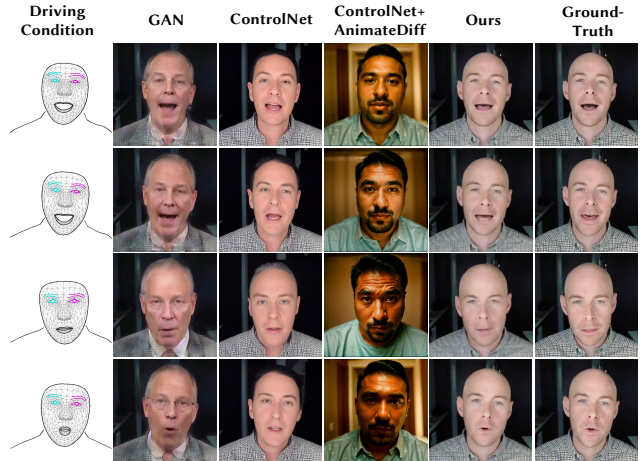 Driving
Condition
GAN
ControlNet
ControlNet+
AnimateDiff
Ours
Ground-
Truth